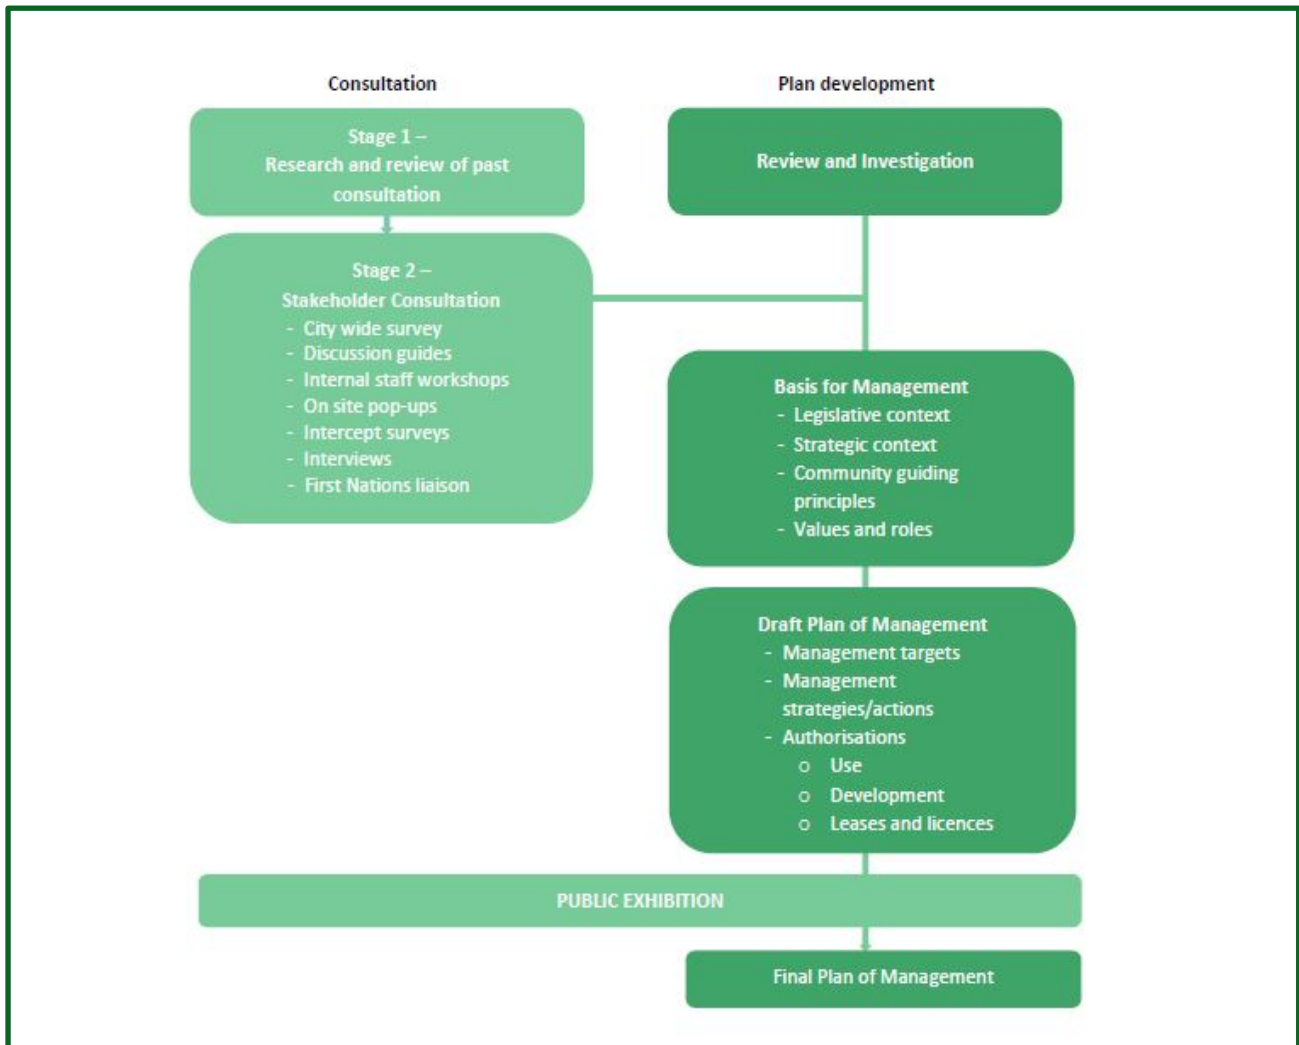 Consultation
Stage 1 –
Research and review of past
consultation
Stage 2 –
Stakeholder Consultation
- City wide survey
- Discussion guides
- Internal staff workshops
- On site pop-ups
- Intercept surveys
- Interviews
- First Nations liaison
Plan development
Review and Investigation
Basis for Management
- Legislative context
- Strategic context
- Community guiding
principles
- Values and roles
Draft Plan of Management
- Management targets
- Management
strategies/actions
- Authorisations
o Use
o Development
o Leases and licences
PUBLIC EXHIBITION
Final Plan of Management